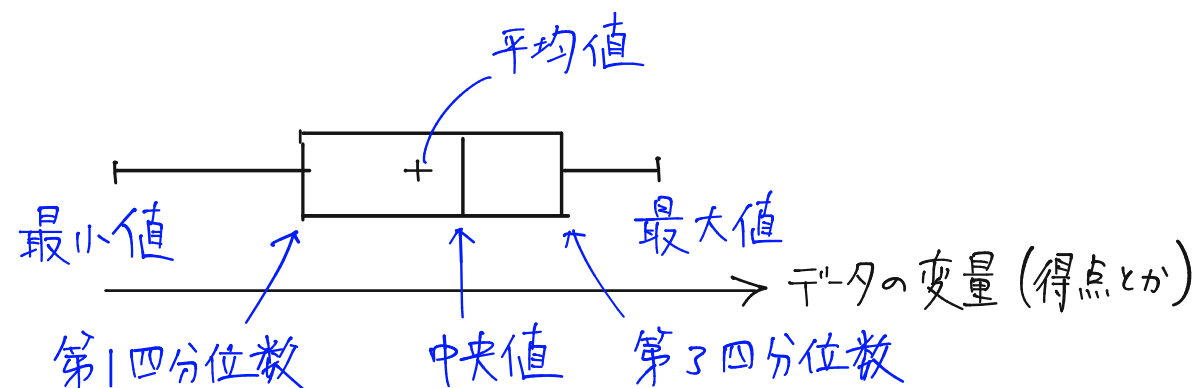 平均値
最小値
最大値
データの変量(得点とか)
第1四分位数
中央値
第3四分位数